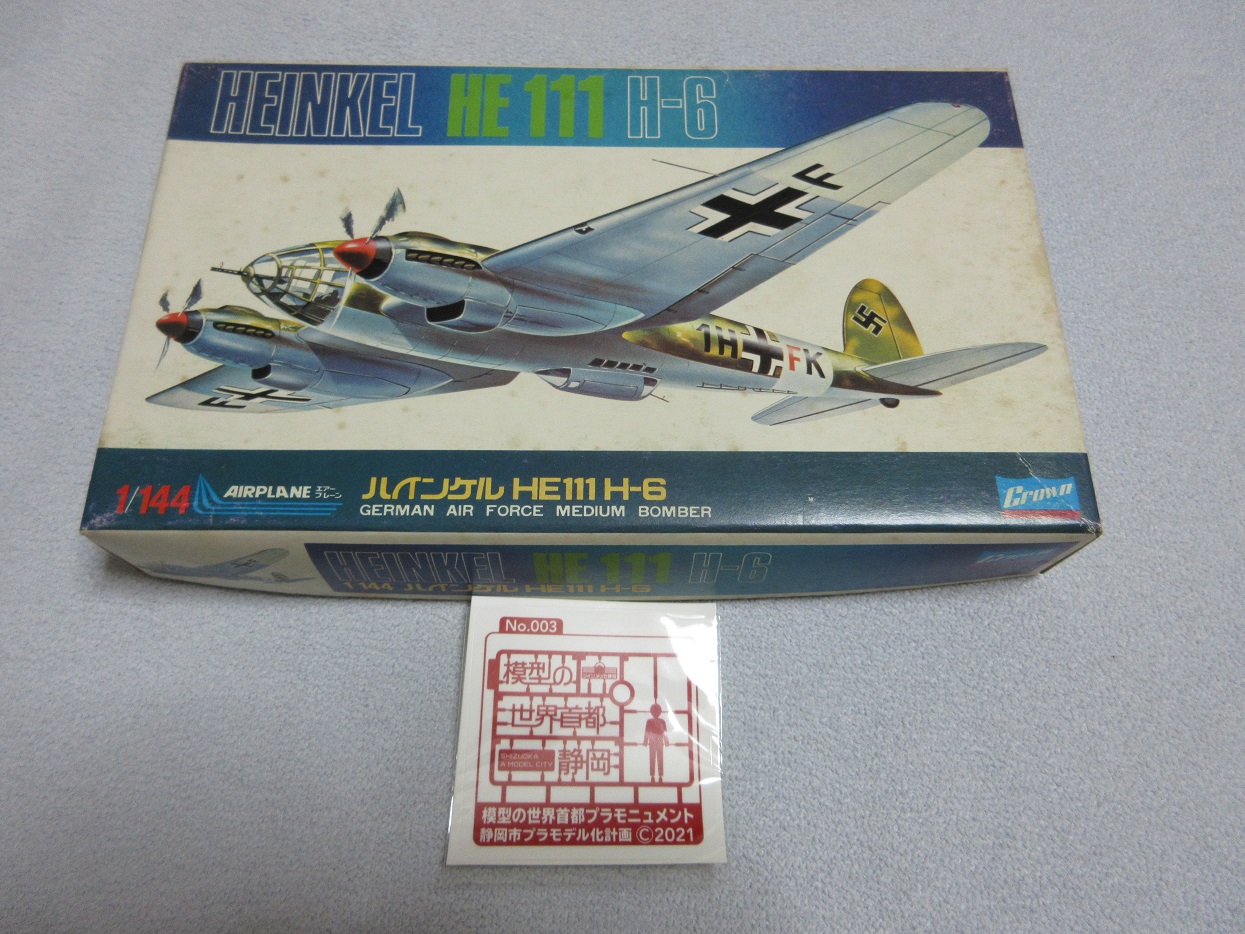 HEINKEL HE 111 H-6
F
F
1H FK
1/144 AIRPLANE エアープレーン ハインケル HE111 H-6
GERMAN AIR FORCE MEDIUM BOMBER
Crown
HEINKEL HE 111 H-6
1/144 ハインケル HE111 H-6
No.003
模型の
世界首都
SHIZUOKA
A MODEL CITY
静岡
模型の世界首都プラモニュメント
静岡市プラモデル化計画 ©2021